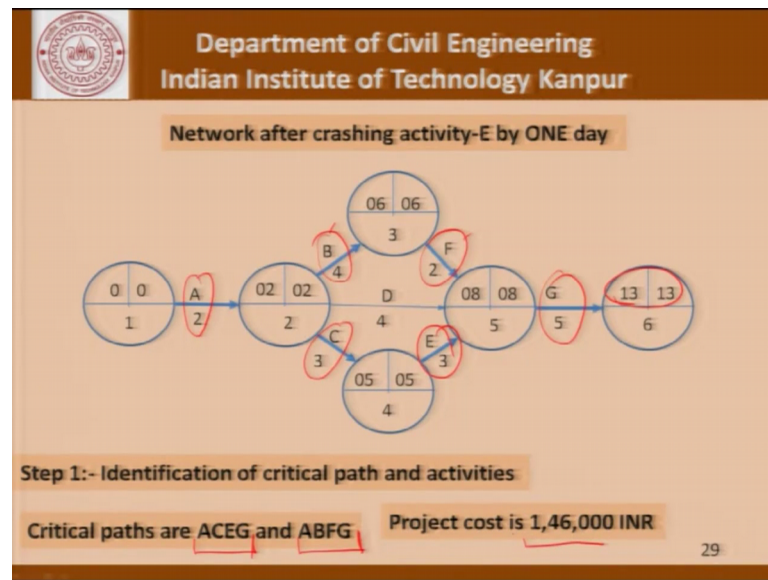 Department of Civil Engineering
Indian Institute of Technology Kanpur
Network after crashing activity-E by ONE day
06 06
3
B
4
F
2
0 0
1
A
2
02 02
2
D
4
08 08
5
G
5
13 13
6
C
3
E
3
05 05
4
Step 1:- Identification of critical path and activities
Critical paths are ACEG and ABFG
Project cost is 1,46,000 INR
29